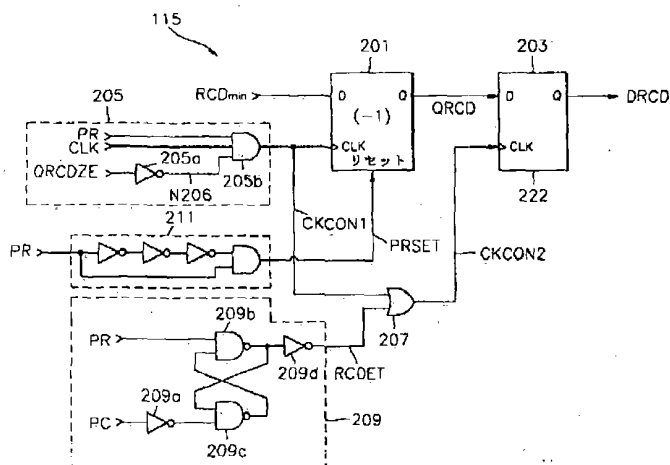 115
201
203
RCDmin
D
Q
(-1)
CLK
リセット
QRCD
D
Q
CLK
222
DRCD
205
PR
CLK
QRCDZE
205a
205b
N206
CKCON1
PRSET
CKCON2
211
PR
207
209b
PR
209d
RCDET
209a
PC
209c
209